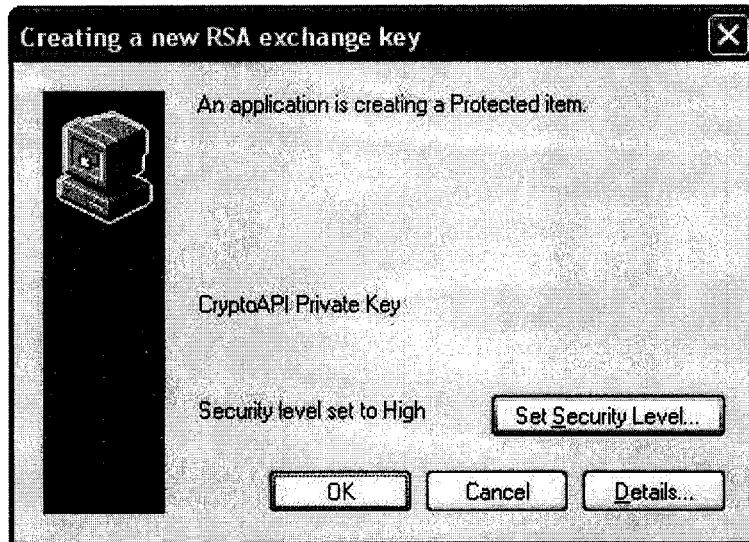 Creating a new RSA exchange key
An application is creating a Protected item.
CryptoAPI Private Key
Security level set to High
Set Security Level...
OK
Cancel
Details...